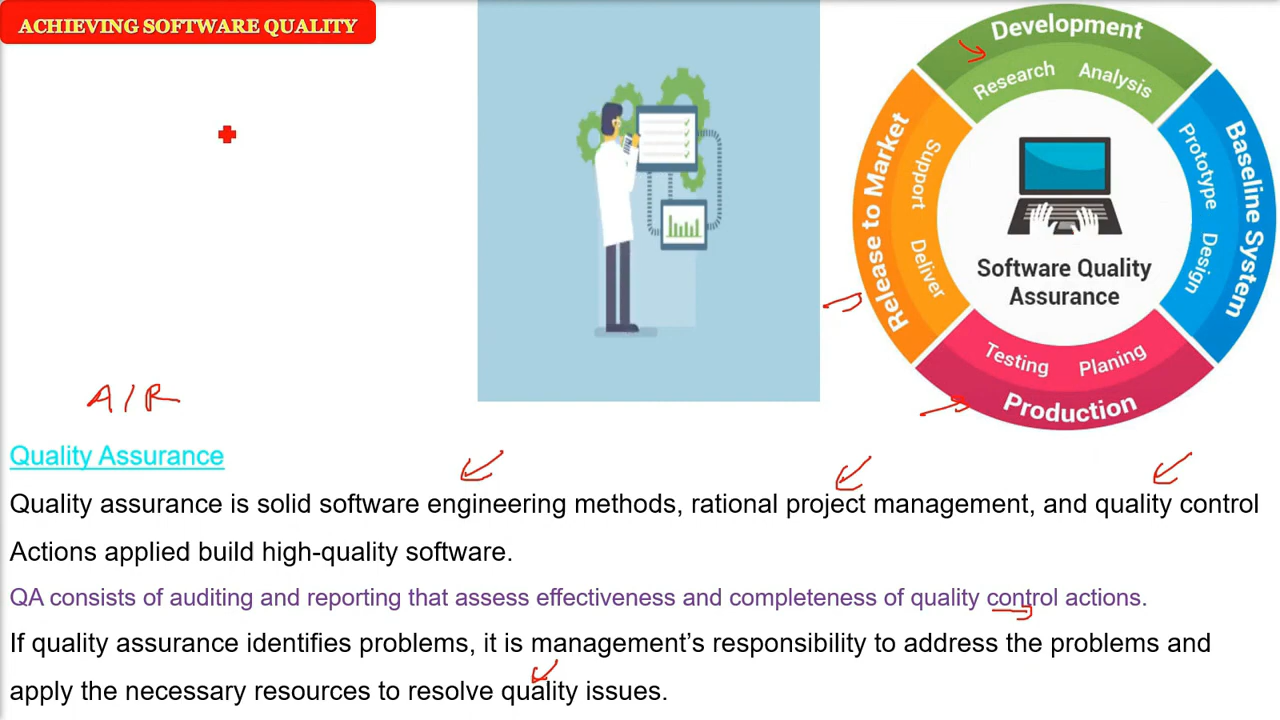 ACHIEVING SOFTWARE QUALITY
Development
Research Analysis
Baseline System
Prototype Design
Release to Market
Support Deliver
Software Quality
Assurance
Testing Planing
Production
A/R
Quality Assurance
Quality assurance is solid software engineering methods, rational project management, and quality control
Actions applied build high-quality software.
QA consists of auditing and reporting that assess effectiveness and completeness of quality control actions.
If quality assurance identifies problems, it is management’s responsibility to address the problems and
apply the necessary resources to resolve quality issues.